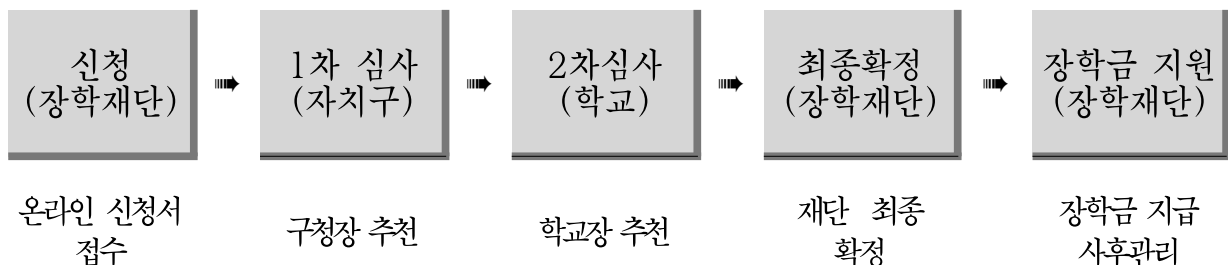 신청
(장학재단)
1차 심사
(자치구)
2차심사
(학교)
최종확정
(장학재단)
장학금 지원
(장학재단)
온라인 신청서
접수
구청장 추천
학교장 추천
재단 최종
확정
장학금 지급
사후관리